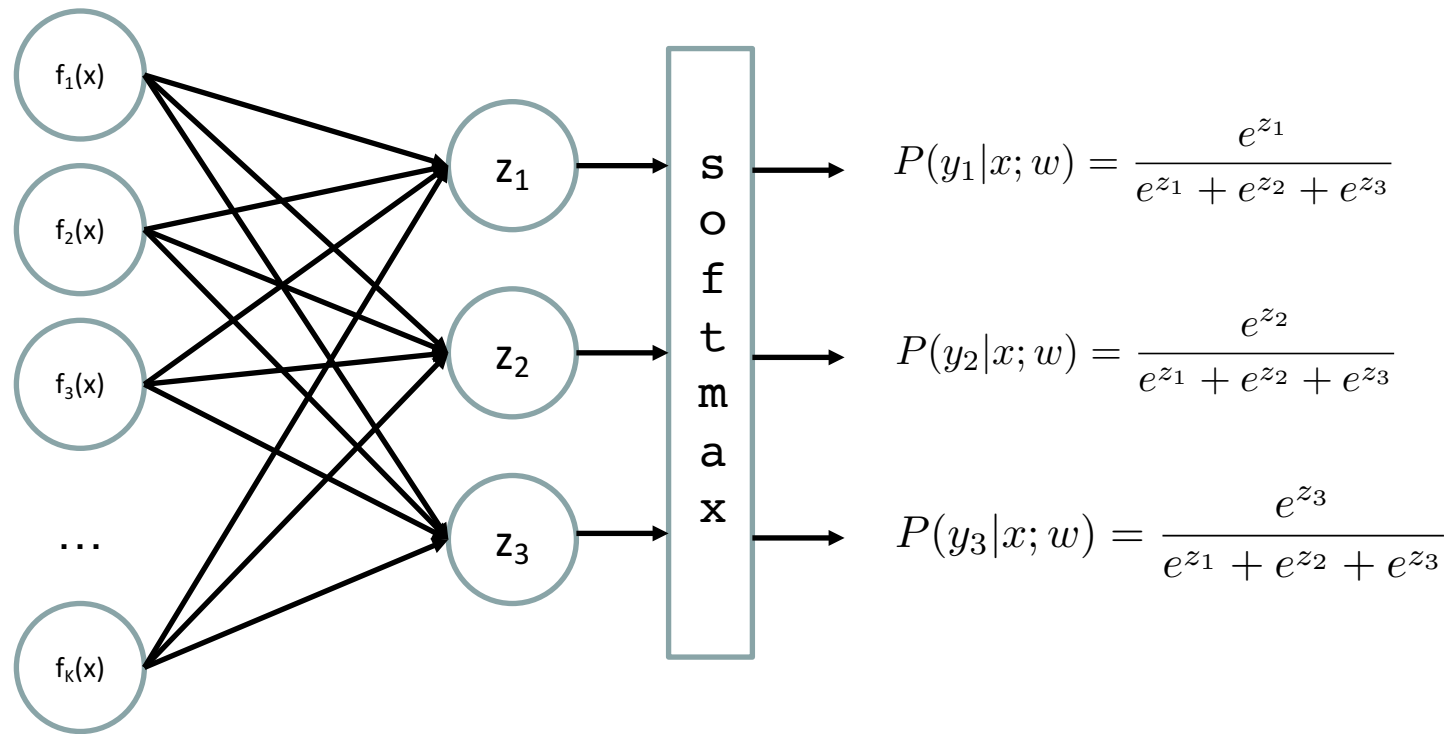 f₁(x)
f₂(x)
f₃(x)
...
f_K(x)
z₁
z₂
z₃
softmax
P(y₁|x; w) = e^{z₁} / (e^{z₁} + e^{z₂} + e^{z₃})
P(y₂|x; w) = e^{z₂} / (e^{z₁} + e^{z₂} + e^{z₃})
P(y₃|x; w) = e^{z₃} / (e^{z₁} + e^{z₂} + e^{z₃})